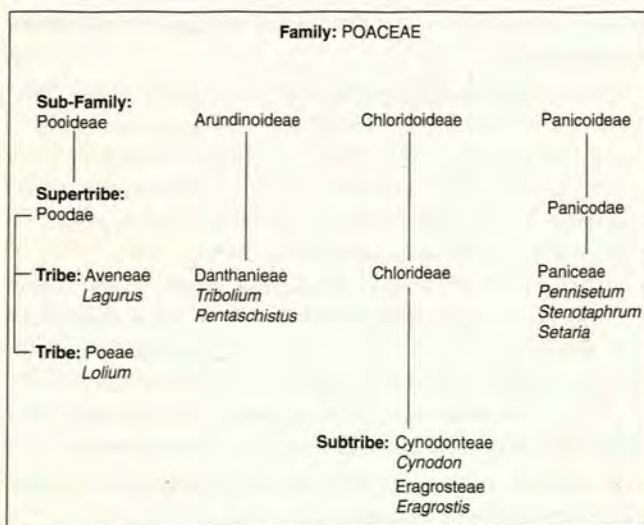 Family: POACEAE
Sub-Family:
Pooideae Arundinoideae Chloridoideae Panicoideae
Supertribe:
Poodae Panicodae
Tribe: Aveneae Danthanieae Chlorideae Paniceae
Lagurus Tribolium Pennisetum
Pentaschistus Stenotaphrum
Setaria
Tribe: Poeae
Lolium
Subtribe: Cynodonteae
Cynodon
Eragrosteae
Eragrostis